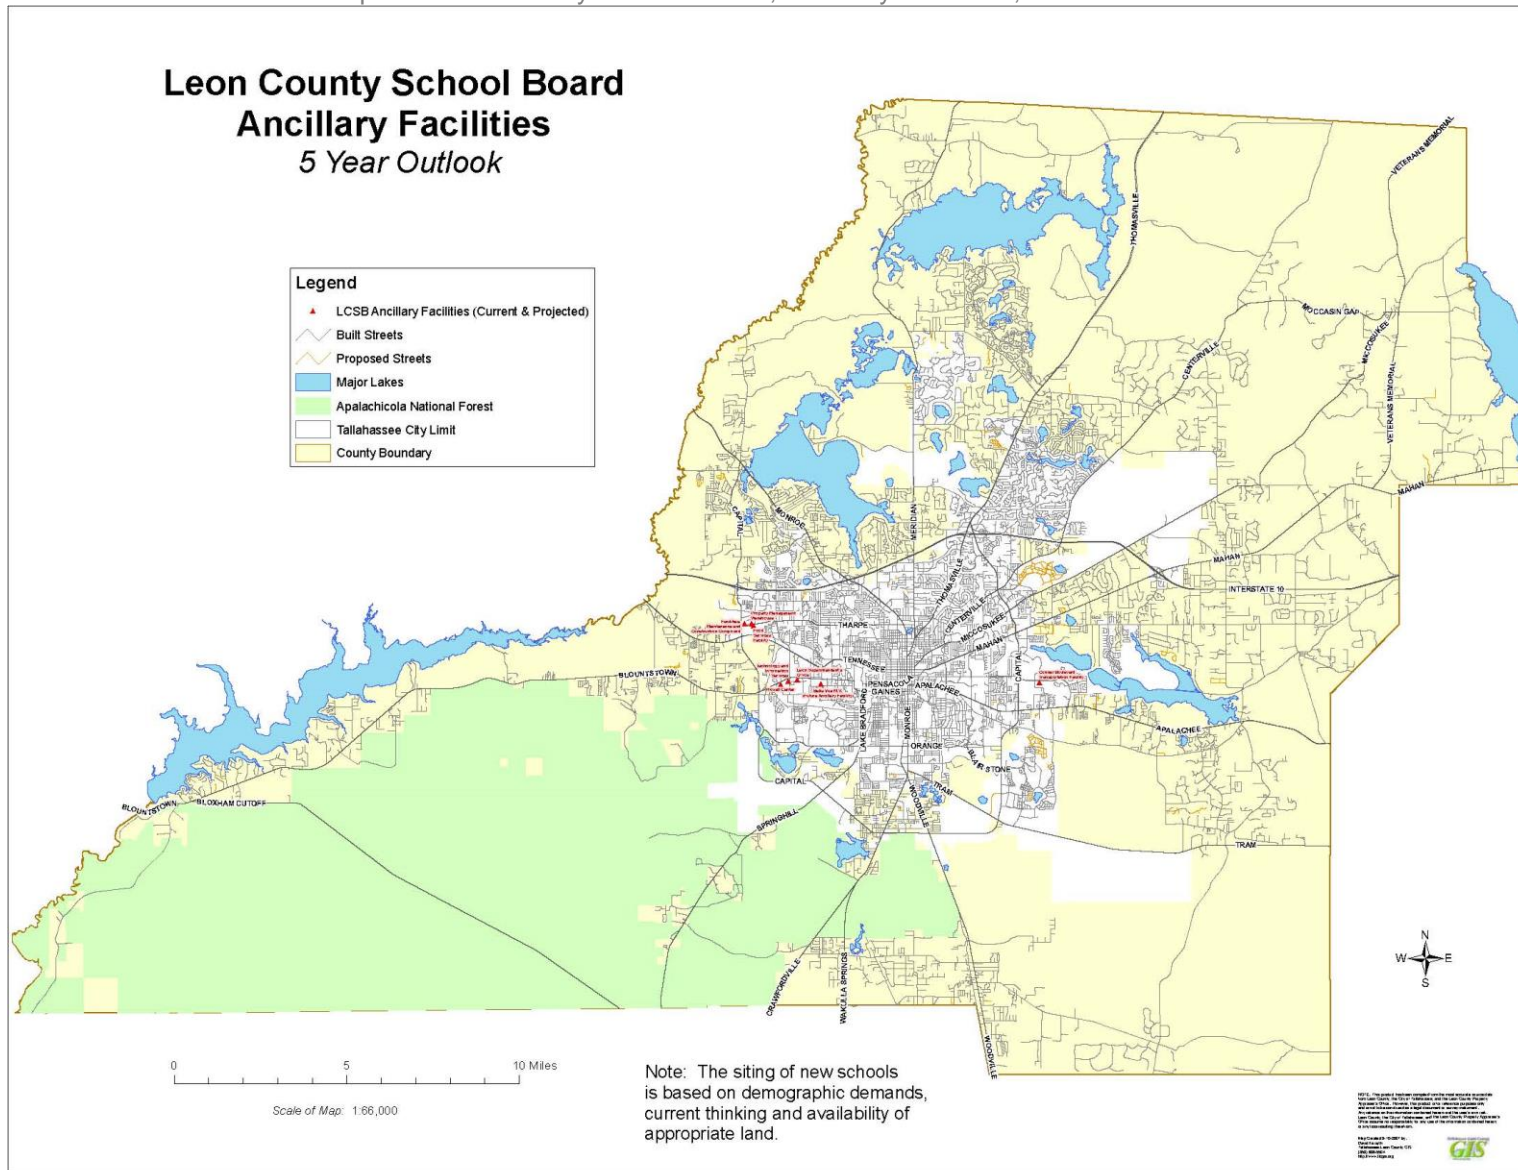 Leon County School Board
Ancillary Facilities
5 Year Outlook
Legend
LCSB Ancillary Facilities (Current & Projected)
Built Streets
Proposed Streets
Major Lakes
Apalachicola National Forest
Tallahassee City Limit
County Boundary
VETERANS MEMORIAL
THOMASVILLE
MOCCASIN GAP
MICCOSUKEE
CENTERVILLE
VETERANS MEMORIAL
MAHAN
CAPITAL
MONROE
MERIDIAN
MAHAN
INTERSTATE 10
THOMASVILLE
CENTERVILLE
MICCOSUKEE
MAHAN
THARPE
TENNESSEE
CAPITAL
BLOUNTSTOWN
PENSACO
GAINES
APALACHEE
LAKE BRADFORD
MONROE
APALACHEE
ORANGE
BLAIR STONE
CAPITAL
TRAM
WOODVILLE
BLOUNTSTOWN
BLOXHAM CUTOFF
SPRINGHILL
TRAM
CRAWFORDVILLE
WAKULLA SPRINGS
WOODVILLE
N
W
E
S
0 5 10 Miles
Scale of Map: 1:66,000
Note: The siting of new schools
is based on demographic demands,
current thinking and availability of
appropriate land.
GIS